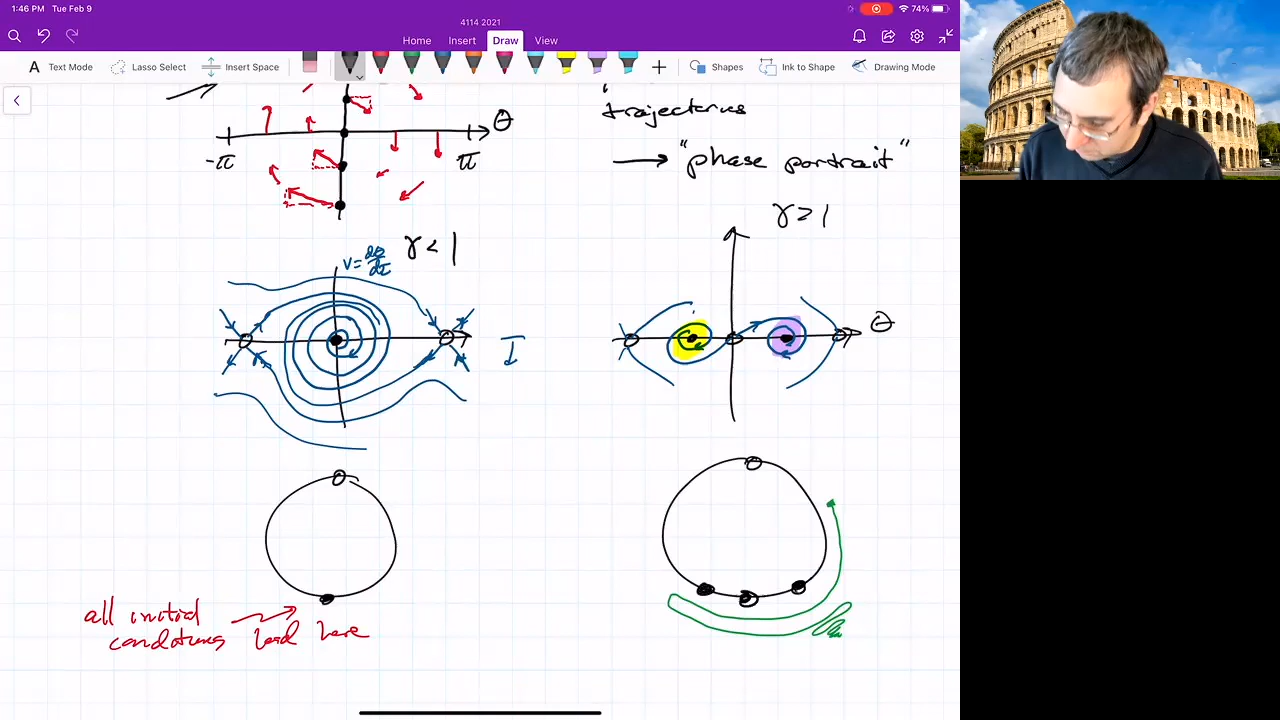 1:46 PM Tue Feb 9
74%
4114 2021
Home Insert Draw View
A Text Mode Lasso Select Insert Space Shapes Ink to Shape Drawing Mode
θ
-π π
trajectories
→ "phase portrait"
γ < 1
v = dθ/dτ
γ > 1
θ
I
all initial
conditions lead here